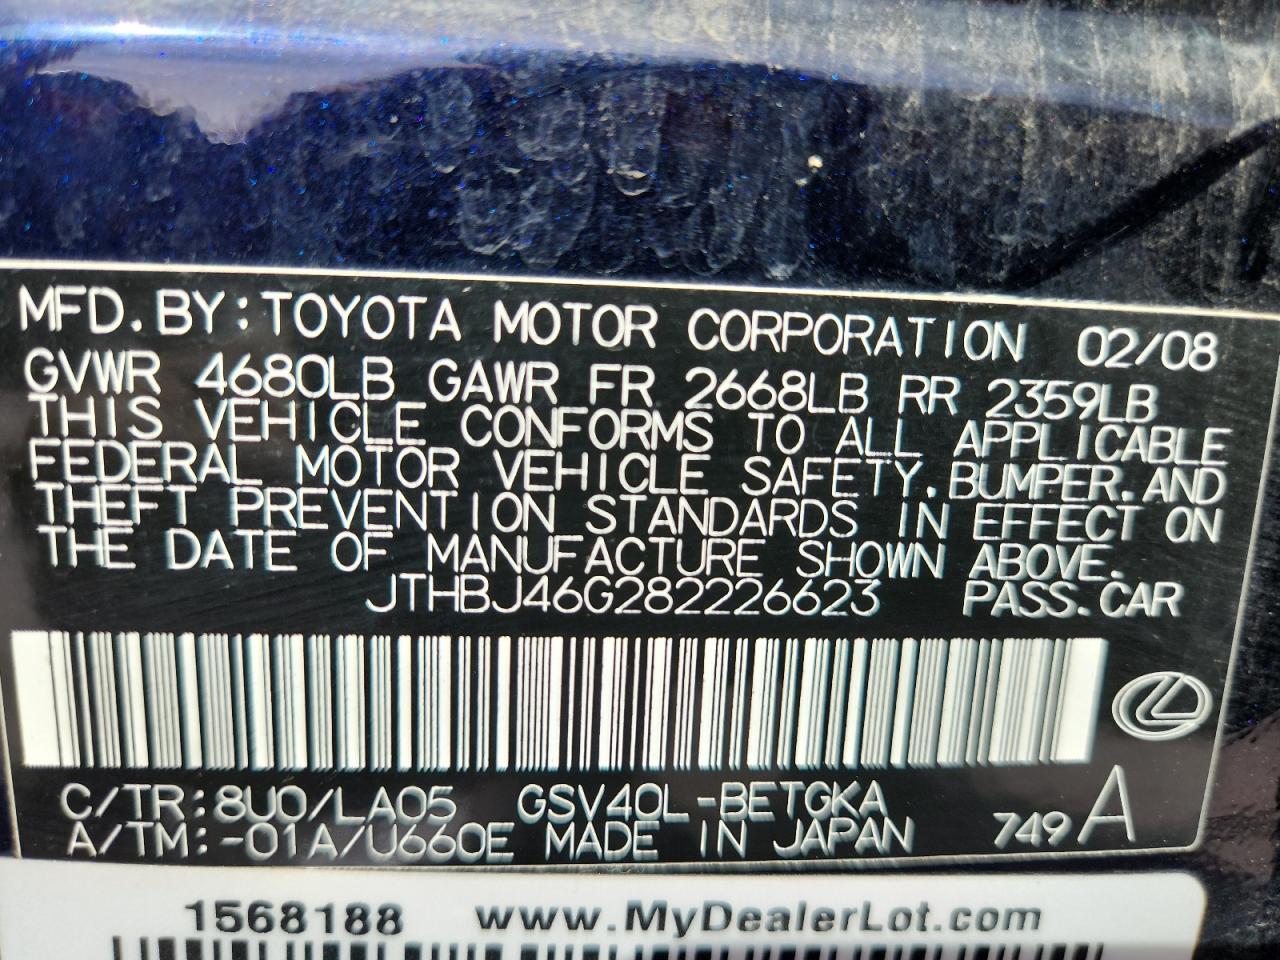 MFD. BY: TOYOTA MOTOR CORPORATION 02/08
GVWR 4680LB GAWR FR 2668LB RR 2359LB
THIS VEHICLE CONFORMS TO ALL APPLICABLE
FEDERAL MOTOR VEHICLE SAFETY, BUMPER, AND
THEFT PREVENTION STANDARDS IN EFFECT ON
THE DATE OF MANUFACTURE SHOWN ABOVE.
JTHBJ46G282226623 PASS. CAR
C/TR: 8U0/LA05 GSV40L-BETGKA
A/TM: -01A/U660E MADE IN JAPAN 749 A
1568188 www.MyDealerLot.com